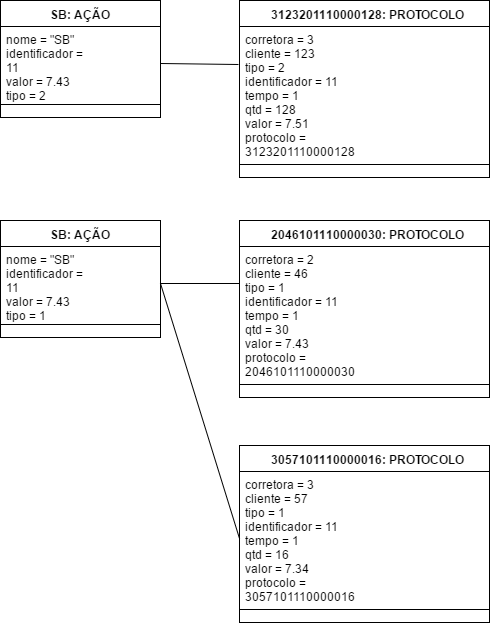 SB: AÇÃO
nome = "SB"
identificador =
11
valor = 7.43
tipo = 2
3123201110000128: PROTOCOLO
corretora = 3
cliente = 123
tipo = 2
identificador = 11
tempo = 1
qtd = 128
valor = 7.51
protocolo =
3123201110000128
SB: AÇÃO
nome = "SB"
identificador =
11
valor = 7.43
tipo = 1
2046101110000030: PROTOCOLO
corretora = 2
cliente = 46
tipo = 1
identificador = 11
tempo = 1
qtd = 30
valor = 7.43
protocolo =
2046101110000030
3057101110000016: PROTOCOLO
corretora = 3
cliente = 57
tipo = 1
identificador = 11
tempo = 1
qtd = 16
valor = 7.34
protocolo =
3057101110000016